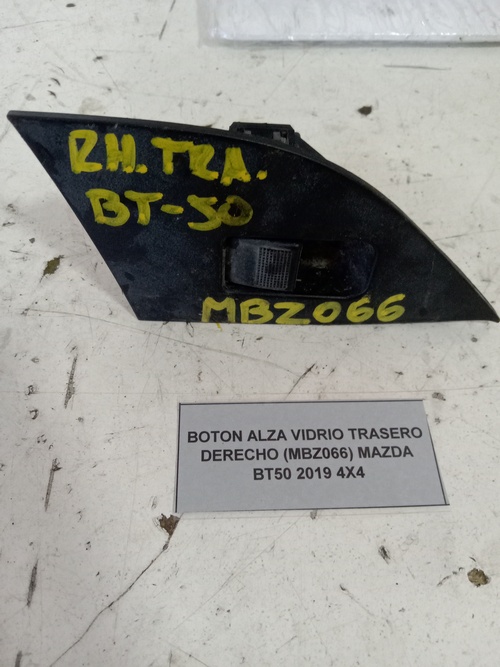 RH.TRA.
BT-50
MBZ066
BOTON ALZA VIDRIO TRASERO
DERECHO (MBZ066) MAZDA
BT50 2019 4X4